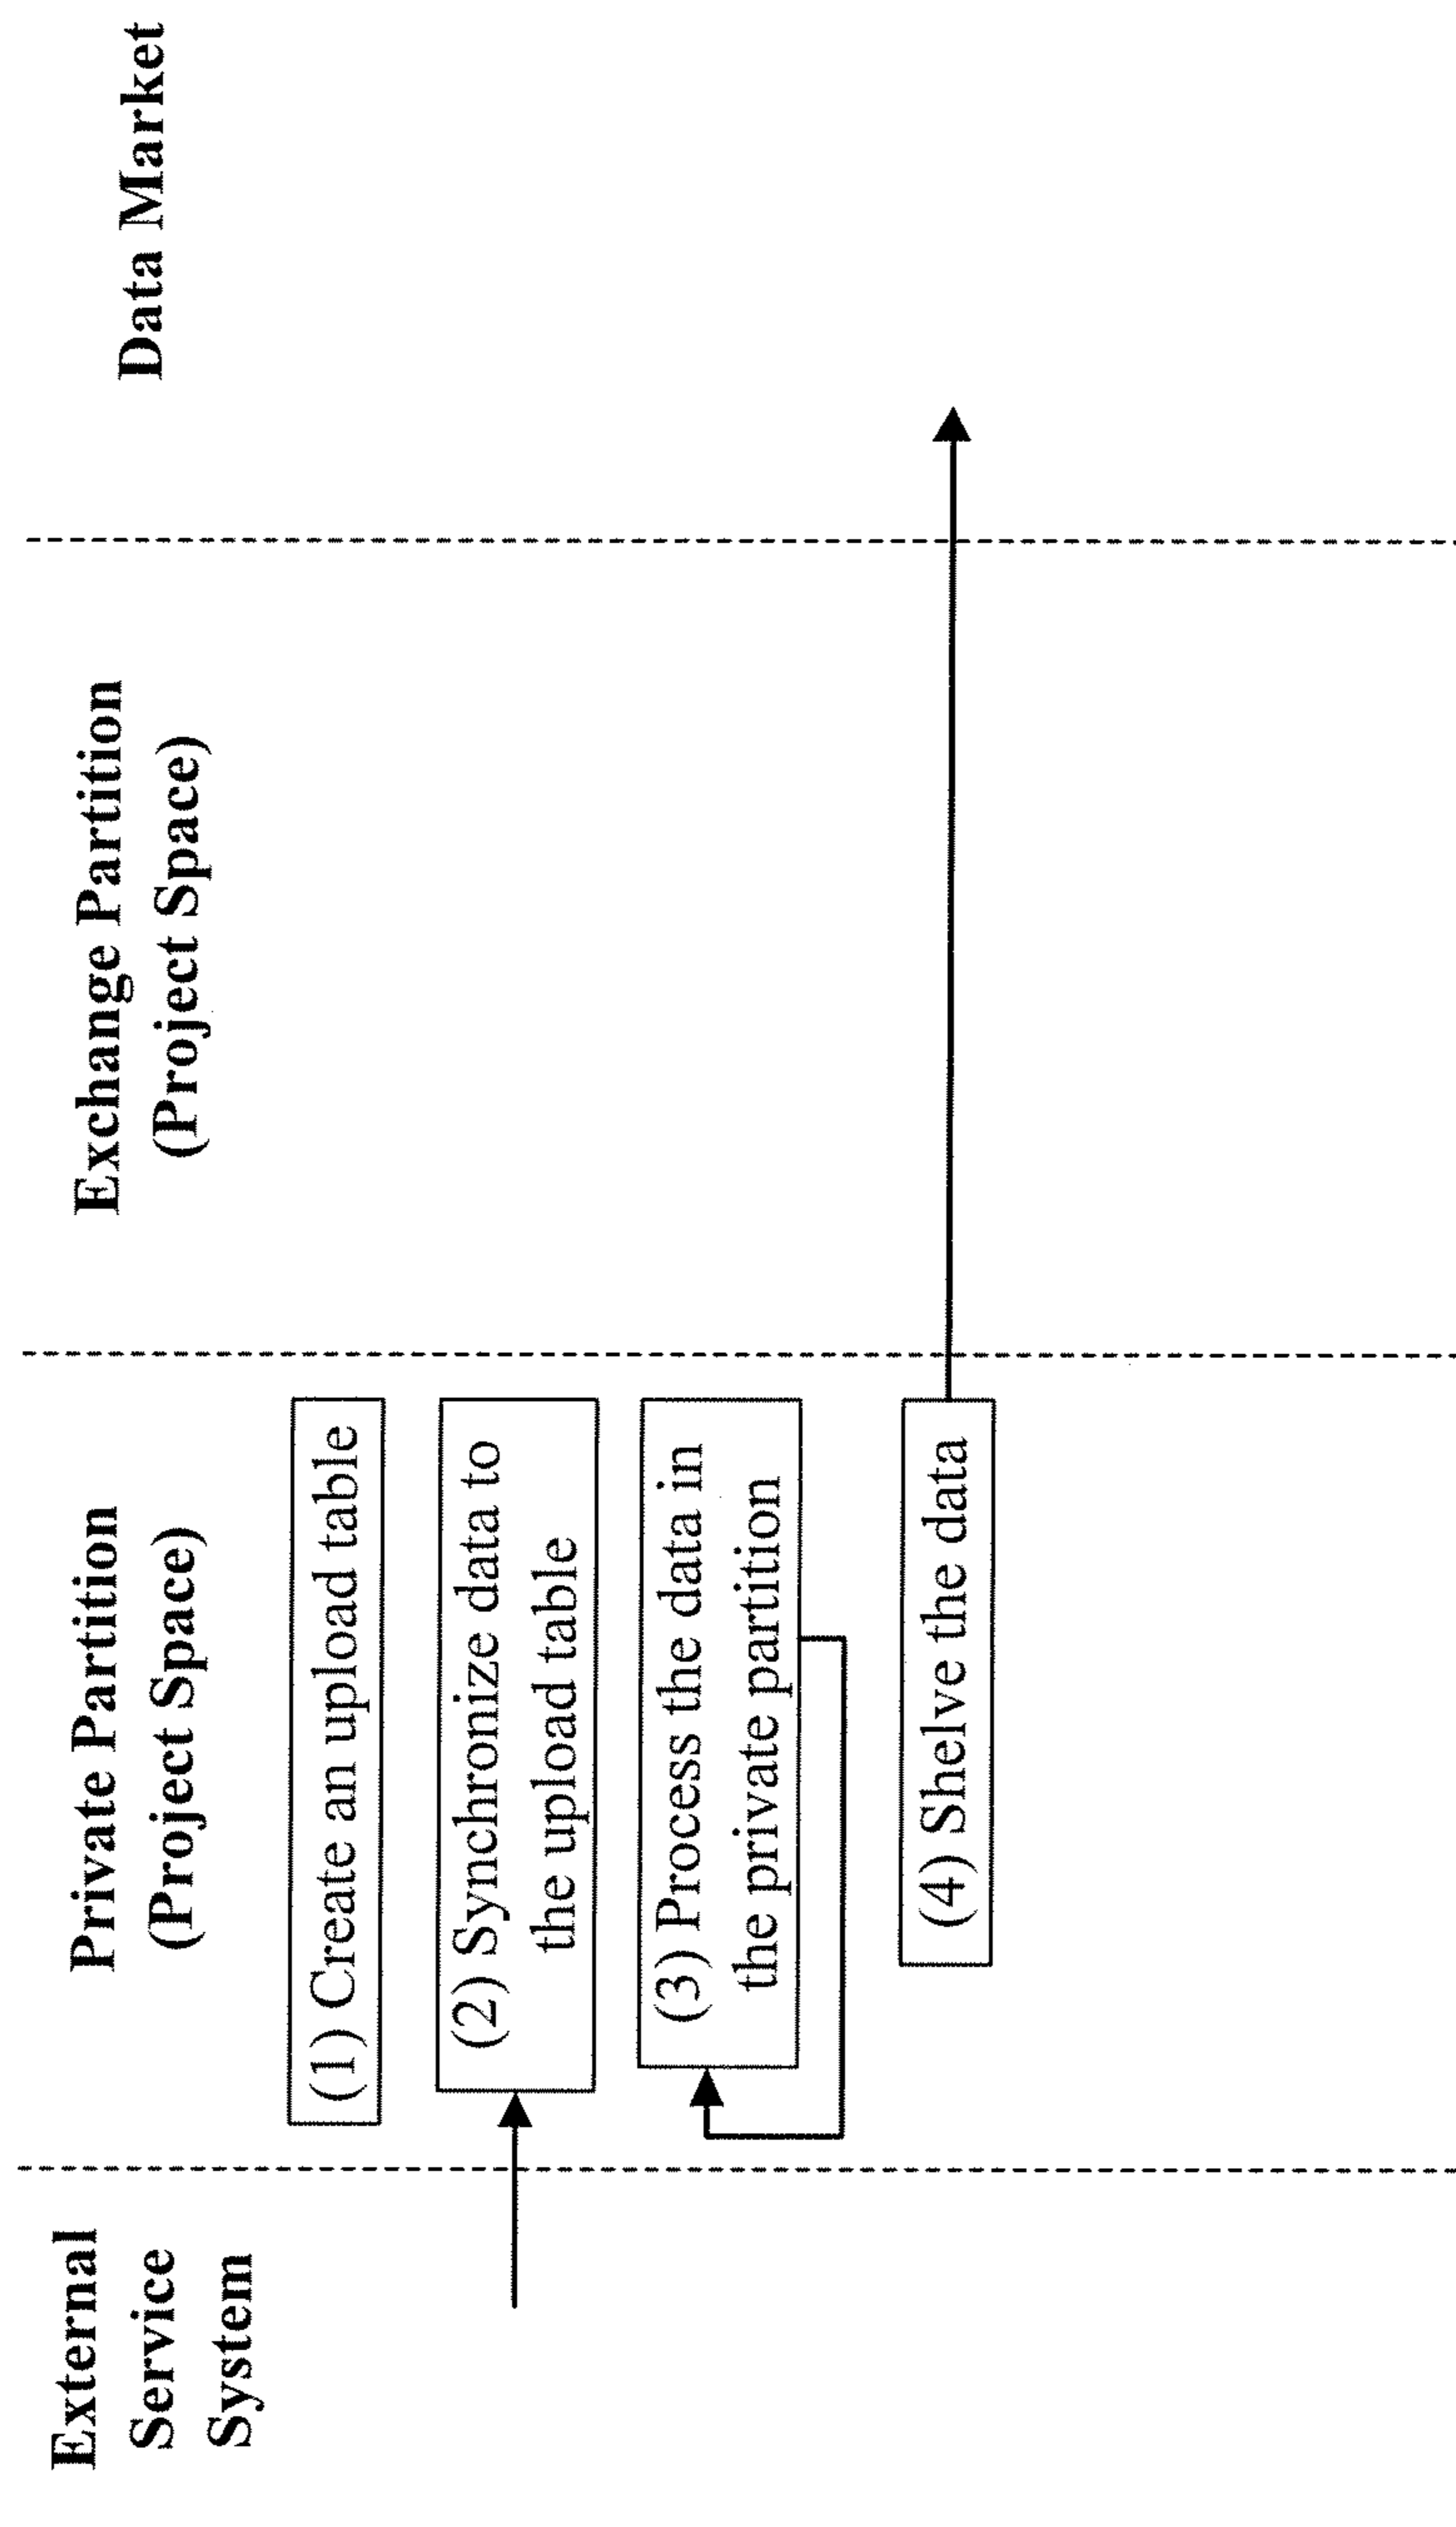 External
Service
System
Private Partition
(Project Space)
Exchange Partition
(Project Space)
Data Market
(1) Create an upload table
(2) Synchronize data to
the upload table
(3) Process the data in
the private partition
(4) Shelve the data